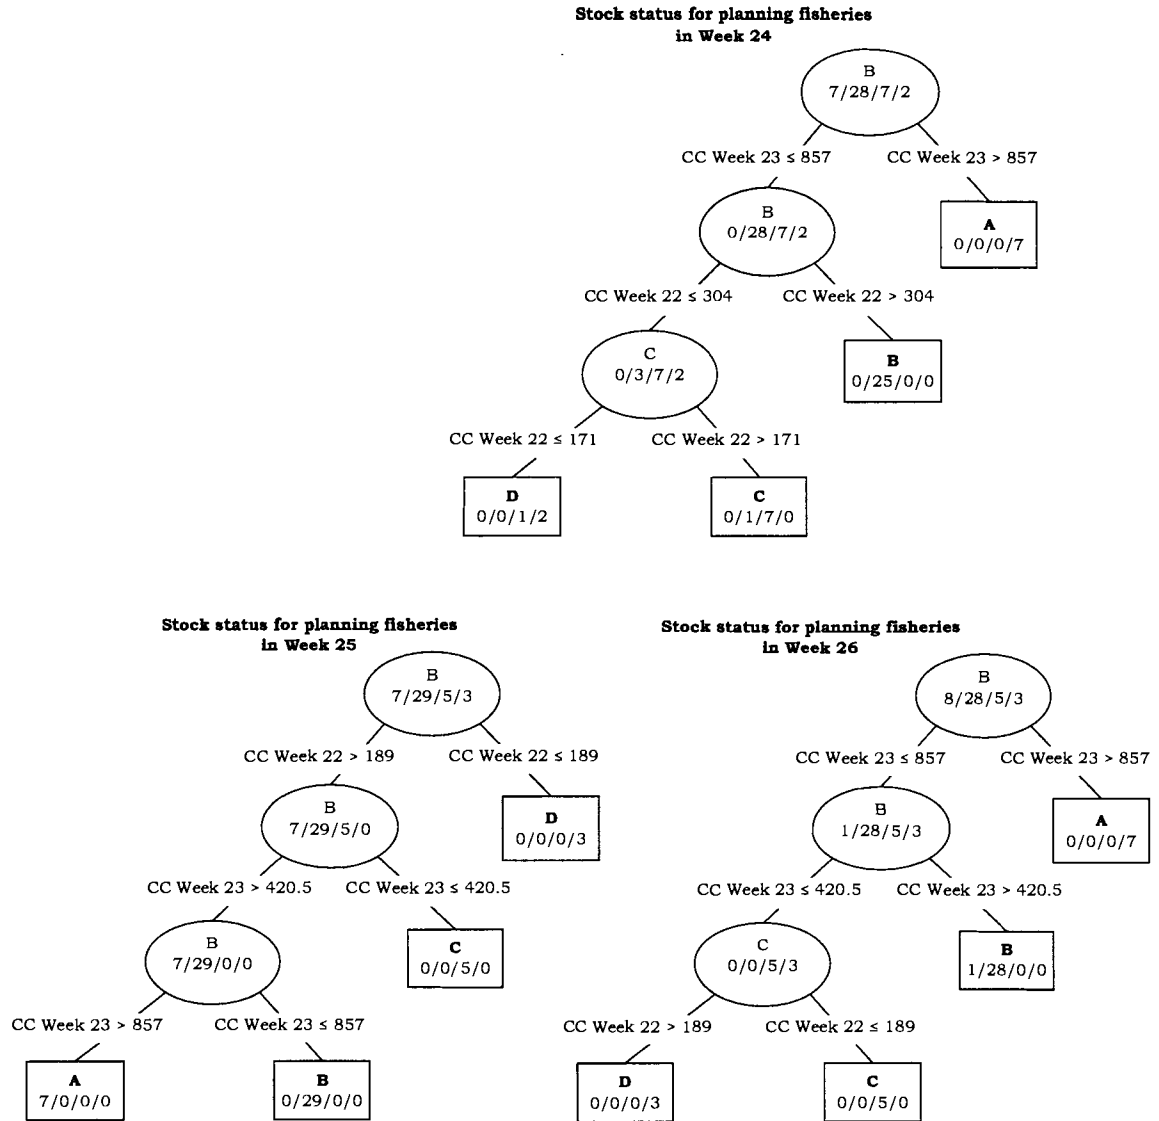 Stock status for planning fisheries
in Week 24
B
7/28/7/2
CC Week 23 ≤ 857
CC Week 23 > 857
B
0/28/7/2
A
0/0/0/7
CC Week 22 ≤ 304
CC Week 22 > 304
C
0/3/7/2
B
0/25/0/0
CC Week 22 ≤ 171
CC Week 22 > 171
D
0/0/1/2
C
0/1/7/0
Stock status for planning fisheries
in Week 25
B
7/29/5/3
CC Week 22 > 189
CC Week 22 ≤ 189
B
7/29/5/0
D
0/0/0/3
CC Week 23 > 420.5
CC Week 23 ≤ 420.5
B
7/29/0/0
C
0/0/5/0
CC Week 23 > 857
CC Week 23 ≤ 857
A
7/0/0/0
B
0/29/0/0
Stock status for planning fisheries
in Week 26
B
8/28/5/3
CC Week 23 ≤ 857
CC Week 23 > 857
B
1/28/5/3
A
0/0/0/7
CC Week 23 ≤ 420.5
CC Week 23 > 420.5
C
0/0/5/3
B
1/28/0/0
CC Week 22 > 189
CC Week 22 ≤ 189
D
0/0/0/3
C
0/0/5/0